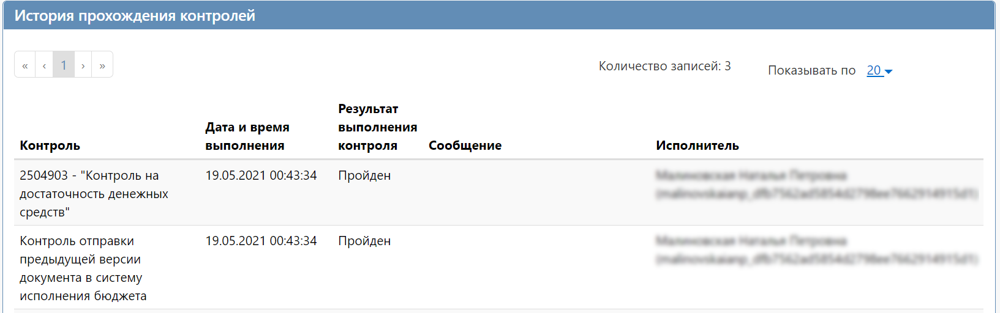 История прохождения контролей
« ‹ 1 › »
Количество записей: 3
Показывать по 20
Контроль
Дата и время
выполнения
Результат
выполнения
контроля
Сообщение
Исполнитель
2504903 - "Контроль на
достаточность денежных
средств"
19.05.2021 00:43:34
Пройден
Контроль отправки
предыдущей версии
документа в систему
исполнения бюджета
19.05.2021 00:43:34
Пройден